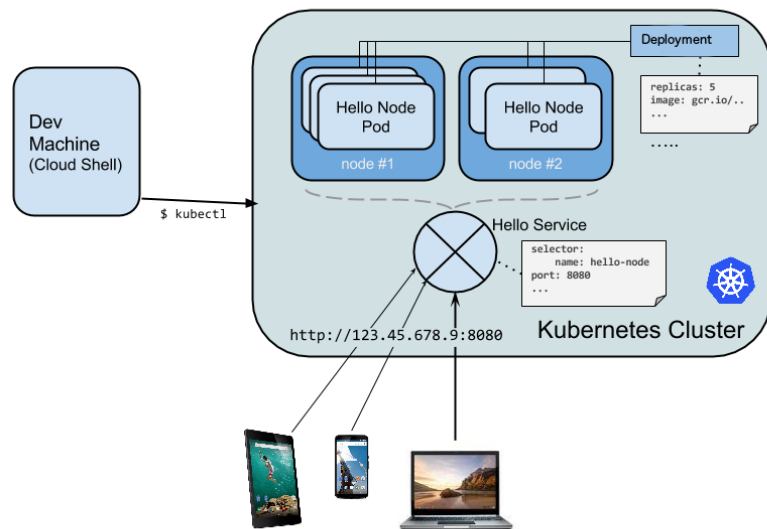 Deployment
replicas: 5
image: gcr.io/..
...
.....
Hello Node
Pod
node #1
Hello Node
Pod
node #2
Dev
Machine
(Cloud Shell)
$ kubectl
Hello Service
selector:
name: hello-node
port: 8080
...
http://123.45.678.9:8080
Kubernetes Cluster